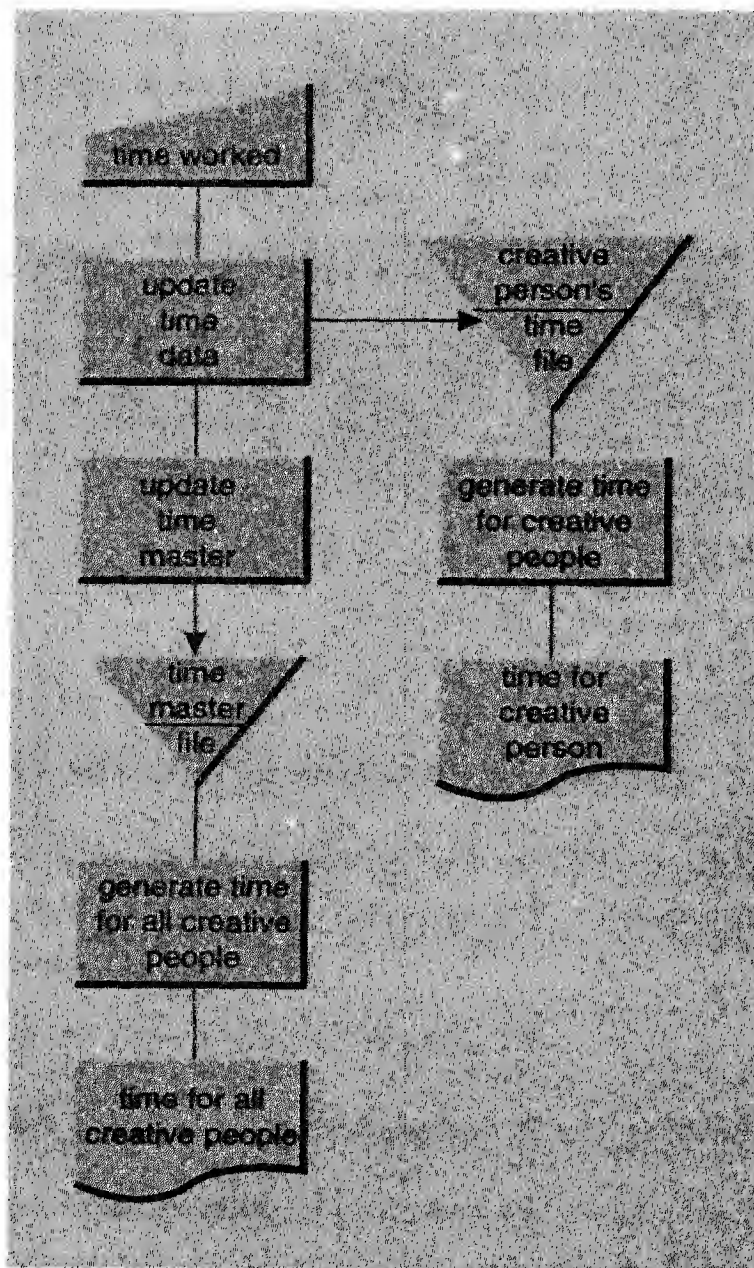 time worked
update
time
data
creative
person's
time
file
update
time
master
generate time
for creative
people
time
master
file
time for
creative
person
generate time
for all creative
people
time for all
creative people